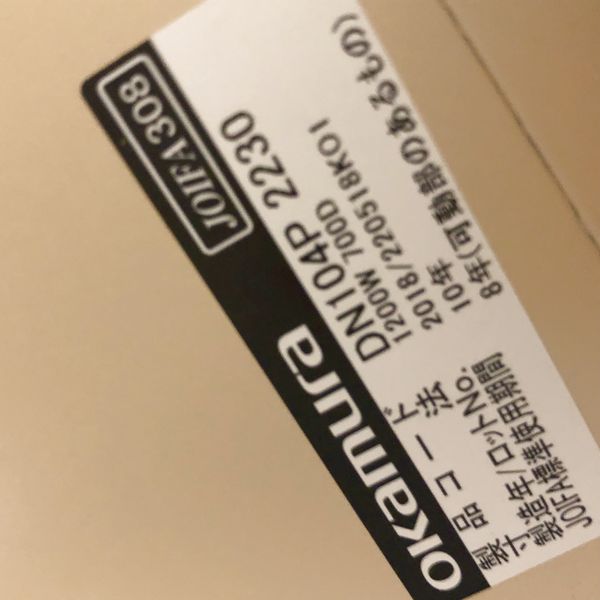 okamura JOIFA308
製品コード DN104P 2230
寸法 1200W 700D
製造年/ロットNo. 2018/220518K01
JOIFA標準使用期間 10年
8年(可動部のあるもの)